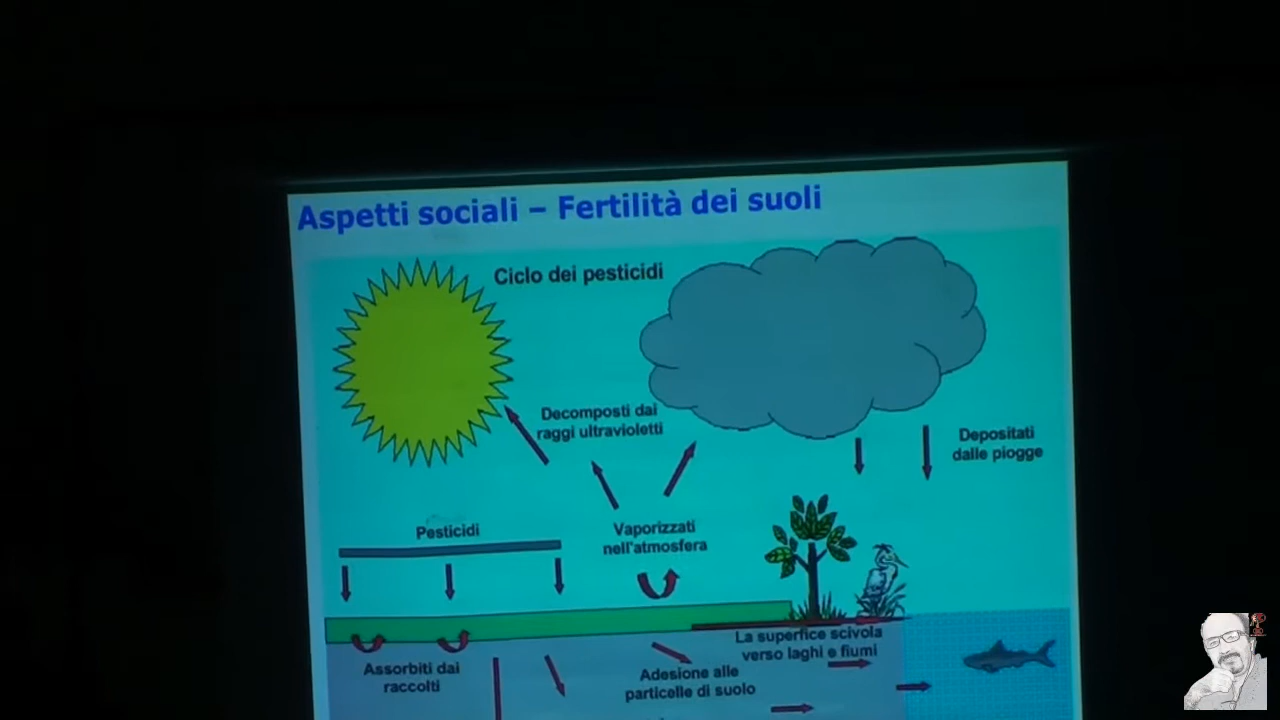 Aspetti sociali – Fertilità dei suoli
Ciclo dei pesticidi
Decomposti dai
raggi ultravioletti
Depositati
dalle piogge
Pesticidi
Vaporizzati
nell'atmosfera
La superfice scivola
verso laghi e fiumi
Assorbiti dai
raccolti
Adesione alle
particelle di suolo